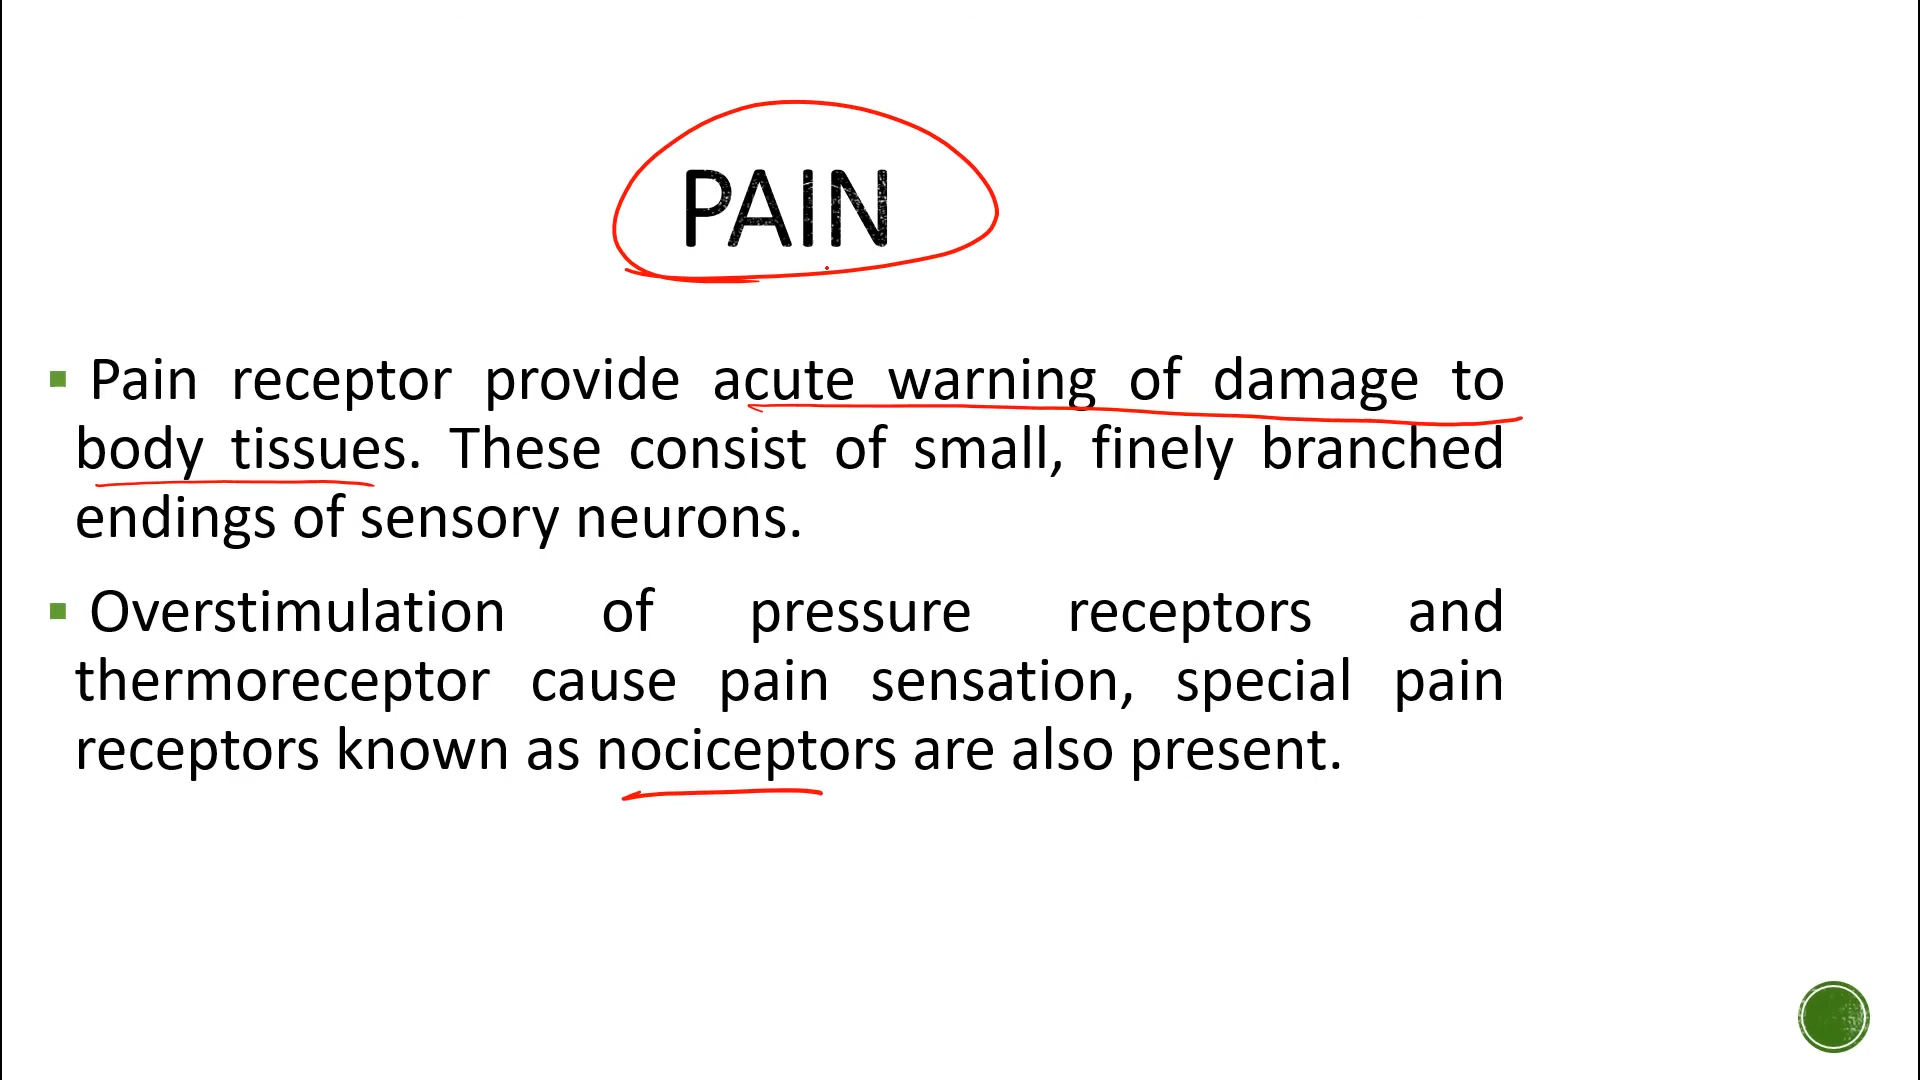 PAIN
Pain receptor provide acute warning of damage to
body tissues. These consist of small, finely branched
endings of sensory neurons.
Overstimulation of pressure receptors and
thermoreceptor cause pain sensation, special pain
receptors known as nociceptors are also present.